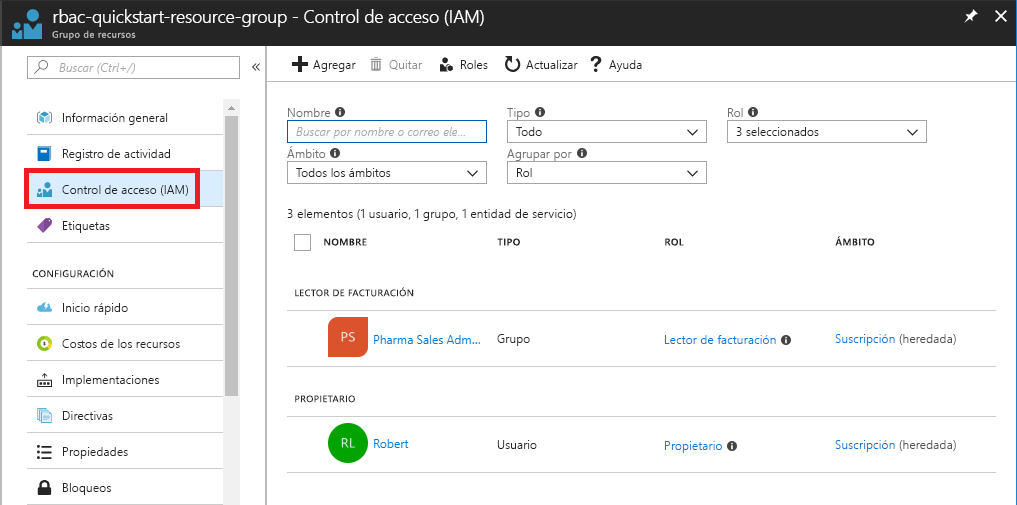 rbac-quickstart-resource-group - Control de acceso (IAM)
Grupo de recursos
Buscar (Ctrl+/)
«
Información general
Registro de actividad
Control de acceso (IAM)
Etiquetas
CONFIGURACIÓN
Inicio rápido
Costos de los recursos
Implementaciones
Directivas
Propiedades
Bloqueos
Agregar Quitar Roles Actualizar Ayuda
Nombre Tipo Rol
Buscar por nombre o correo ele... Todo 3 seleccionados
Ámbito Agrupar por
Todos los ámbitos Rol
3 elementos (1 usuario, 1 grupo, 1 entidad de servicio)
NOMBRE TIPO ROL ÁMBITO
LECTOR DE FACTURACIÓN
PS Pharma Sales Adm... Grupo Lector de facturación Suscripción (heredada)
PROPIETARIO
RL Robert Usuario Propietario Suscripción (heredada)